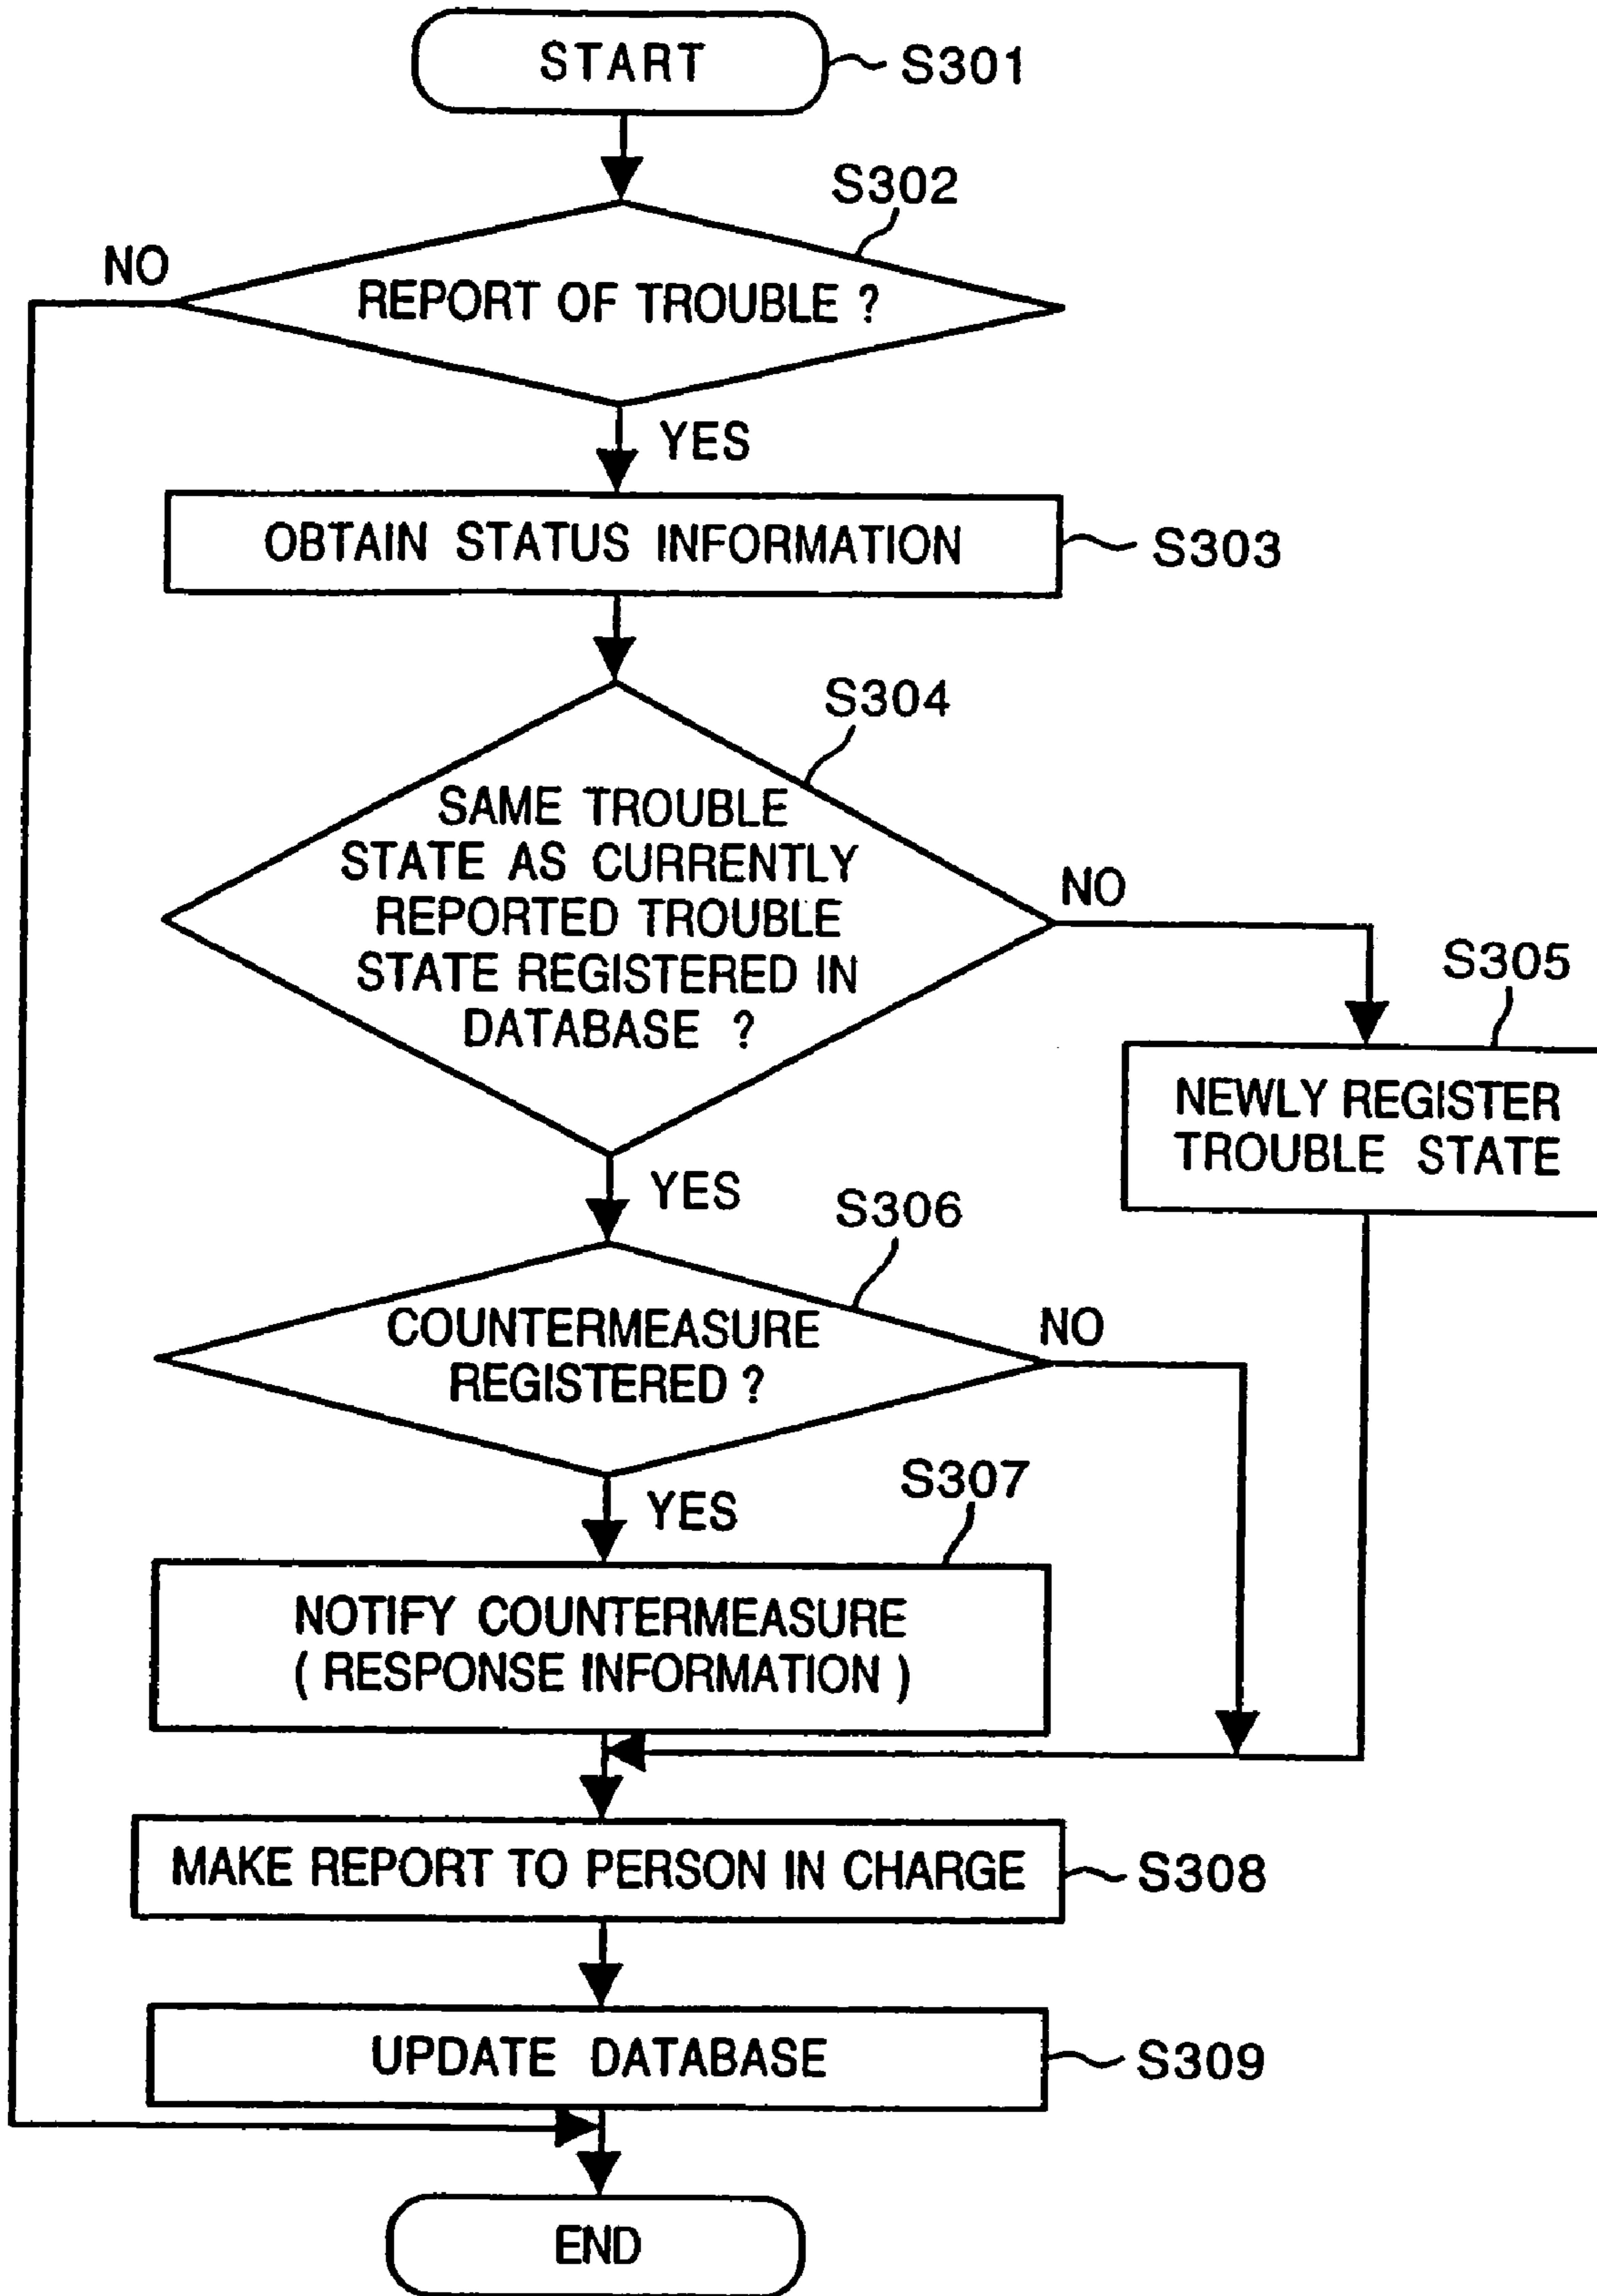 START
S301
S302
NO
REPORT OF TROUBLE ?
YES
OBTAIN STATUS INFORMATION
S303
S304
SAME TROUBLE
STATE AS CURRENTLY
REPORTED TROUBLE
STATE REGISTERED IN
DATABASE ?
NO
S305
NEWLY REGISTER
TROUBLE STATE
YES
S306
COUNTERMEASURE
REGISTERED ?
NO
YES
S307
NOTIFY COUNTERMEASURE
( RESPONSE INFORMATION )
MAKE REPORT TO PERSON IN CHARGE
S308
UPDATE DATABASE
S309
END